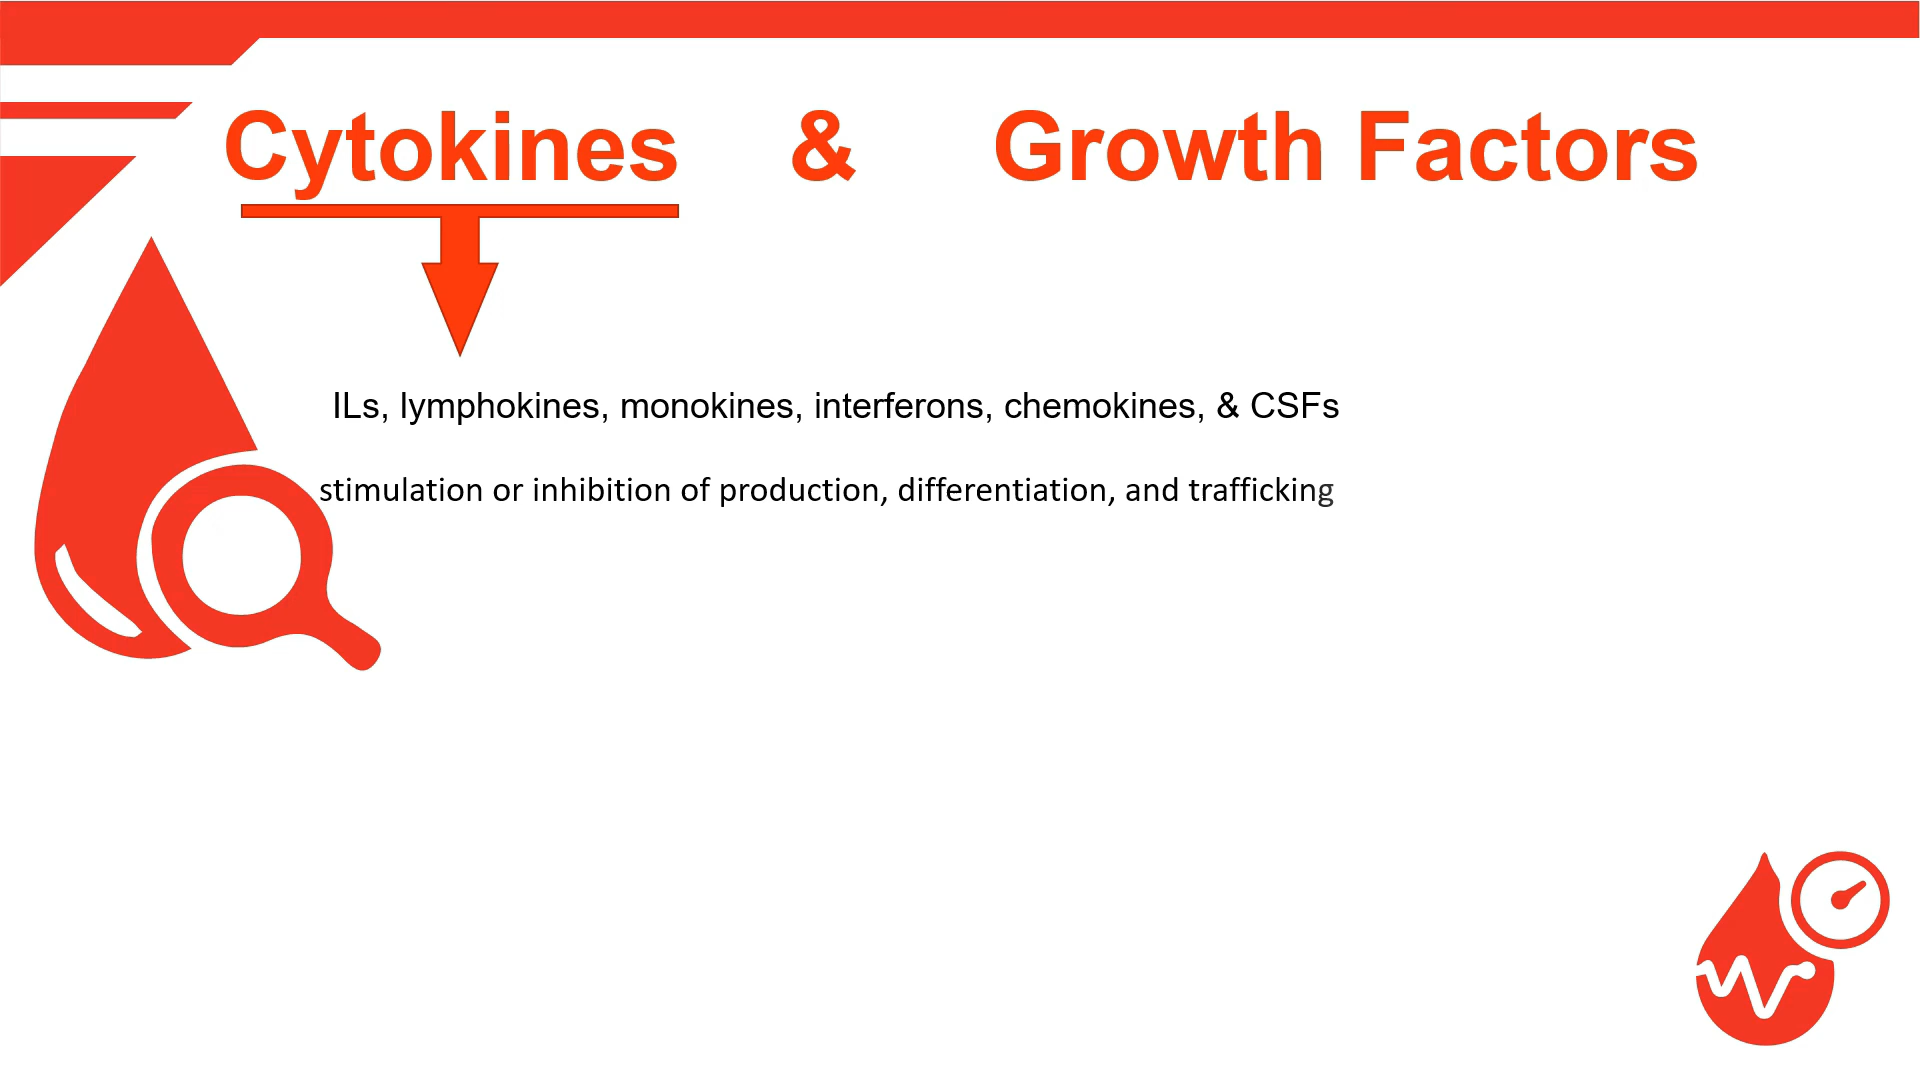 Cytokines & Growth Factors
ILs, lymphokines, monokines, interferons, chemokines, & CSFs
stimulation or inhibition of production, differentiation, and trafficking